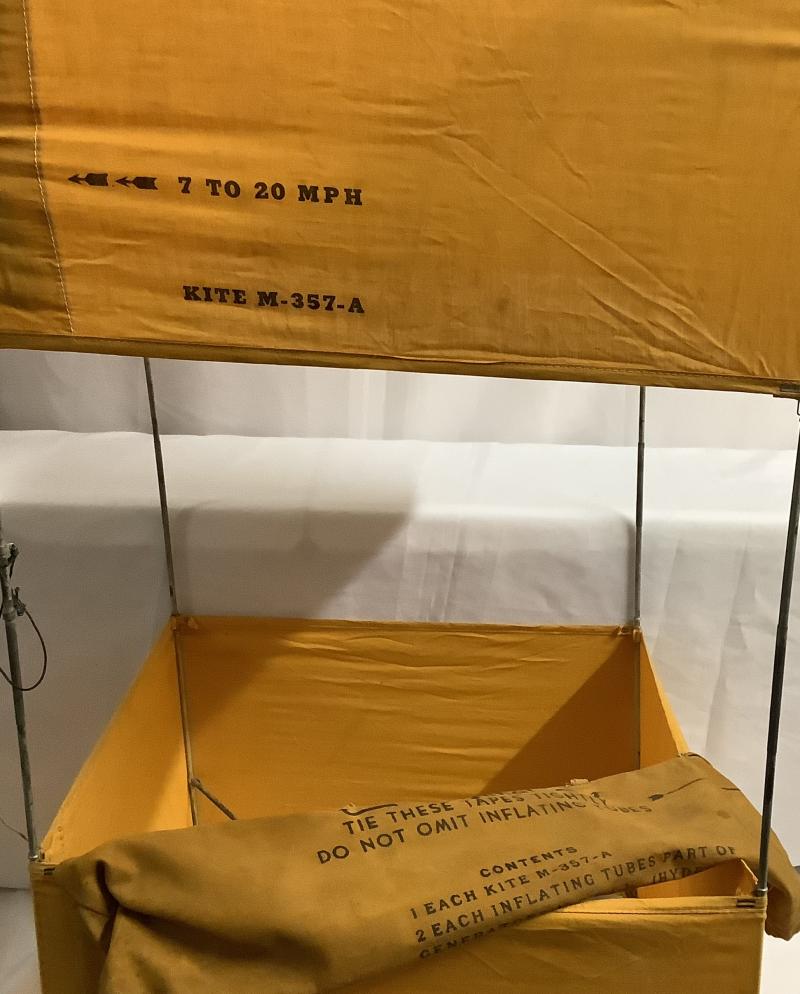 7 TO 20 MPH
KITE M-357-A
TIE THESE TAPES TIGHTLY
DO NOT OMIT INFLATING TUBES
CONTENTS
1 EACH KITE M-357-A
2 EACH INFLATING TUBES PART OF